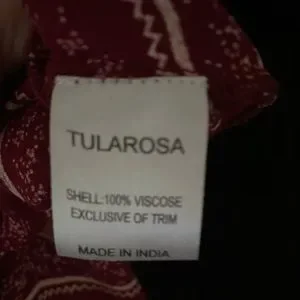 TULAROSA
SHELL:100% VISCOSE
EXCLUSIVE OF TRIM
MADE IN INDIA